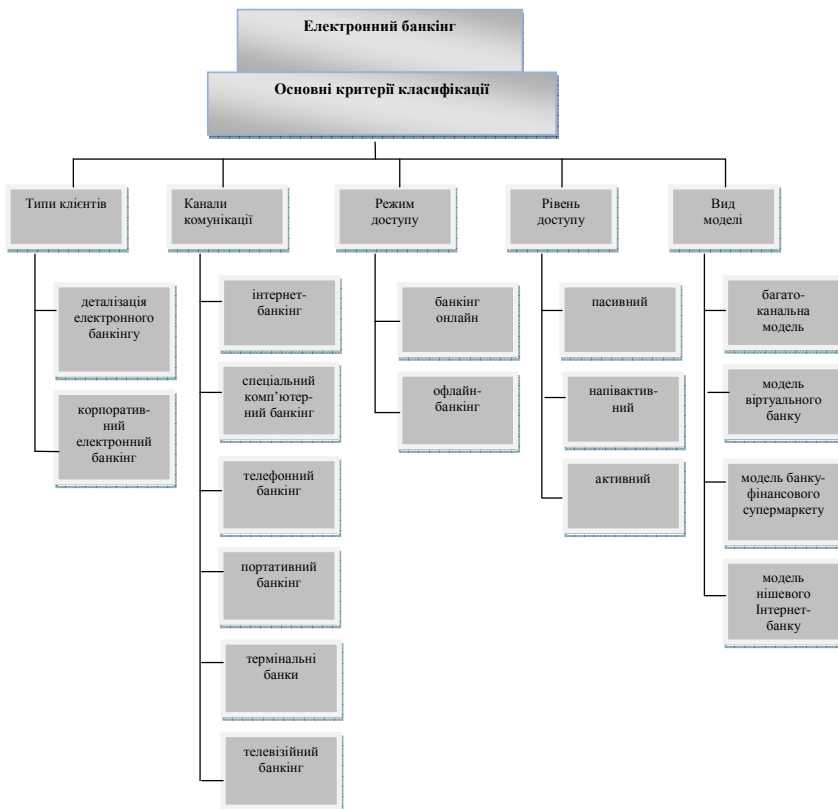 Електронний банкінг
Основні критерії класифікації
Типи клієнтів
деталізація
електронного
банкінгу
корпоратив-
ний
електронний
банкінг
Канали
комунікації
інтернет-
банкінг
спеціальний
комп’ютер-
ний банкінг
телефонний
банкінг
портативний
банкінг
термінальні
банки
телевізійний
банкінг
Режим
доступу
банкінг
онлайн
офлайн-
банкінг
Рівень
доступу
пасивний
напівактив-
ний
активний
Вид
моделі
багато-
канальна
модель
модель
віртуального
банку
модель банку-
фінансового
супермаркету
модель
нішевого
Інтернет-
банку